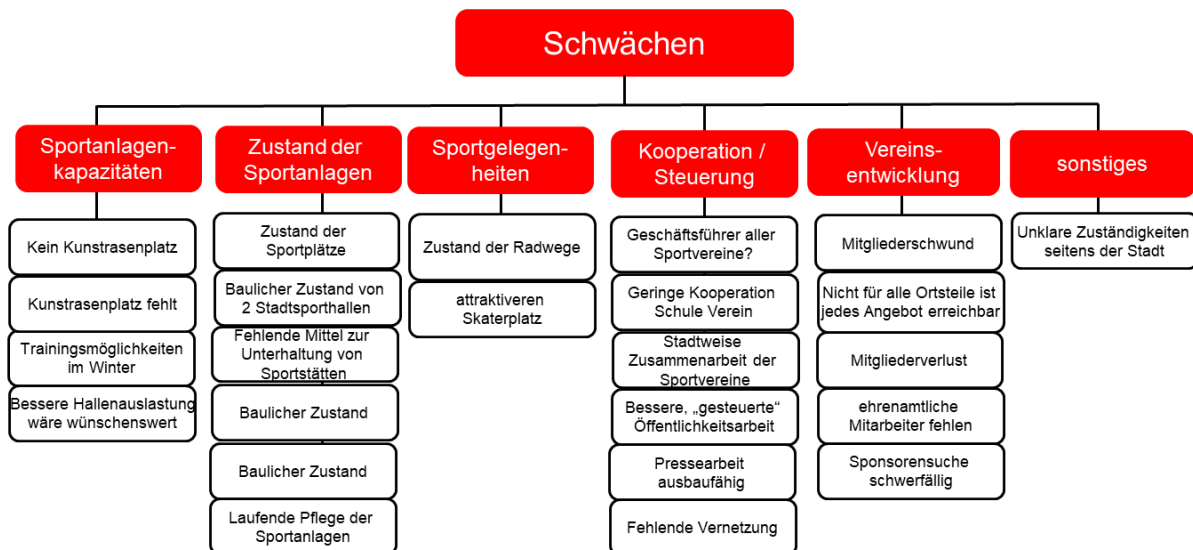 Schwächen
Sportanlagen-
kapazitäten
Kein Kunstrasenplatz
Kunstrasenplatz fehlt
Trainingsmöglichkeiten
im Winter
Bessere Hallenauslastung
wäre wünschenswert
Zustand der
Sportanlagen
Zustand der
Sportplätze
Baulicher Zustand von
2 Stadtsporthallen
Fehlende Mittel zur
Unterhaltung von
Sportstätten
Baulicher Zustand
Baulicher Zustand
Laufende Pflege der
Sportanlagen
Sportgelegen-
heiten
Zustand der Radwege
attraktiveren
Skaterplatz
Kooperation /
Steuerung
Geschäftsführer aller
Sportvereine?
Geringe Kooperation
Schule Verein
Stadtweise
Zusammenarbeit der
Sportvereine
Bessere, „gesteuerte“
Öffentlichkeitsarbeit
Pressearbeit
ausbaufähig
Fehlende Vernetzung
Vereins-
entwicklung
Mitgliederschwund
Nicht für alle Ortsteile ist
jedes Angebot erreichbar
Mitgliederverlust
ehrenamtliche
Mitarbeiter fehlen
Sponsorensuche
schwerfällig
sonstiges
Unklare Zuständigkeiten
seitens der Stadt